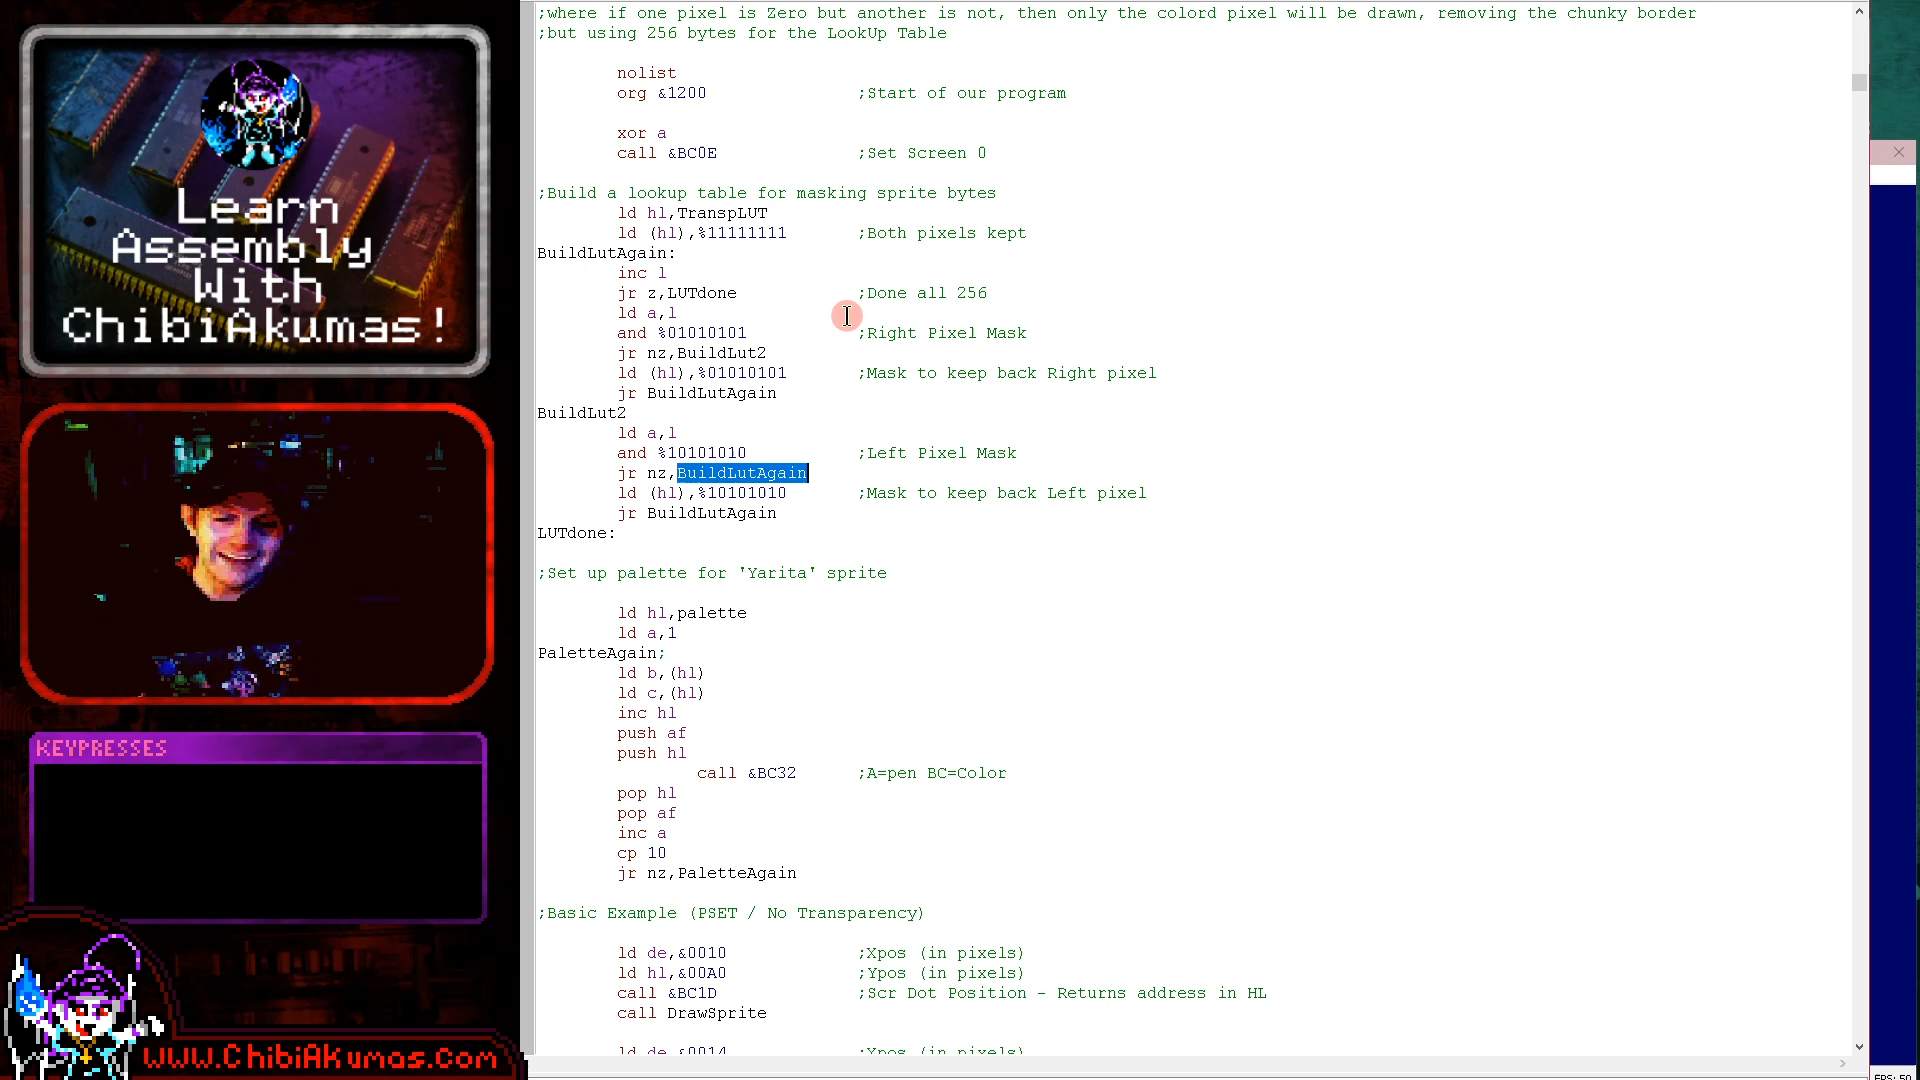 Learn
Assembly
With
ChibiAkumas!
KEYPRESSES
www.ChibiAkumas.com
;where if one pixel is Zero but another is not, then only the colord pixel will be drawn, removing the chunky border
;but using 256 bytes for the LookUp Table
nolist
org &1200 ;Start of our program
xor a
call &BC0E ;Set Screen 0
;Build a lookup table for masking sprite bytes
ld hl,TranspLUT
ld (hl),%11111111 ;Both pixels kept
BuildLutAgain:
inc l
jr z,LUTdone ;Done all 256
ld a,l
and %01010101 ;Right Pixel Mask
jr nz,BuildLut2
ld (hl),%01010101 ;Mask to keep back Right pixel
jr BuildLutAgain
BuildLut2
ld a,l
and %10101010 ;Left Pixel Mask
jr nz,BuildLutAgain
ld (hl),%10101010 ;Mask to keep back Left pixel
jr BuildLutAgain
LUTdone:
;Set up palette for 'Yarita' sprite
ld hl,palette
ld a,1
PaletteAgain;
ld b,(hl)
ld c,(hl)
inc hl
push af
push hl
call &BC32 ;A=pen BC=Color
pop hl
pop af
inc a
cp 10
jr nz,PaletteAgain
;Basic Example (PSET / No Transparency)
ld de,&0010 ;Xpos (in pixels)
ld hl,&00A0 ;Ypos (in pixels)
call &BC1D ;Scr Dot Position - Returns address in HL
call DrawSprite
ld de,&0014 ;Xpos (in pixels)
FPS: 50